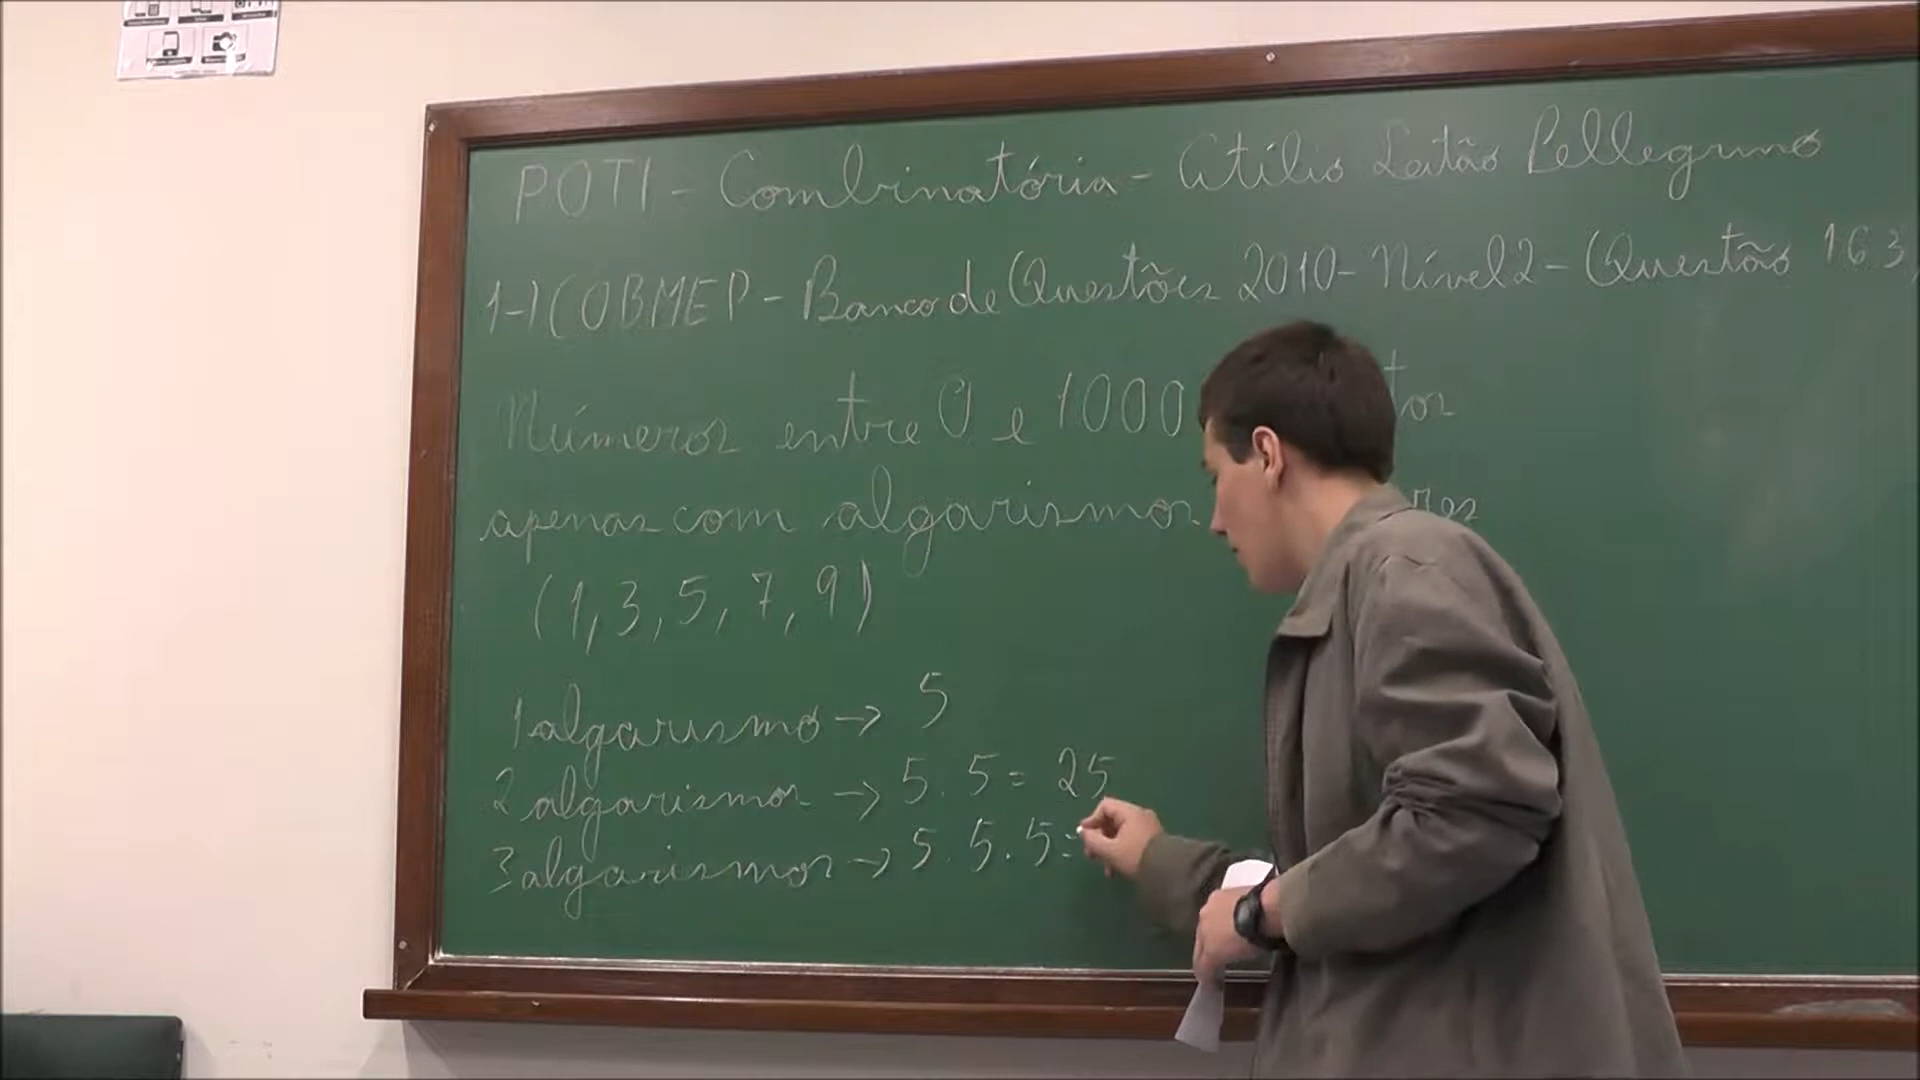 POTI - Combinatória - Atílio Leitão Pellegrino
1-) (OBMEP - Banco de Questões 2010 - Nível 2 - Questão 163)
Números entre 0 e 1000
apenas com algarismos
(1, 3, 5, 7, 9)
1 algarismo → 5
2 algarismos → 5 . 5 = 25
3 algarismos → 5 . 5 . 5 =